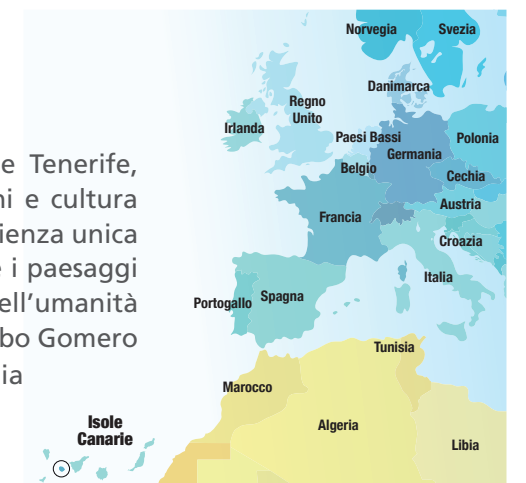 e Tenerife,
ni e cultura
ienza unica
e i paesaggi
ell’umanità
bo Gomero
ia
Norvegia
Svezia
Danimarca
Regno
Unito
Irlanda
Paesi Bassi
Polonia
Germania
Belgio
Cechia
Austria
Francia
Croazia
Italia
Portogallo
Spagna
Tunisia
Marocco
Algeria
Libia
Isole
Canarie